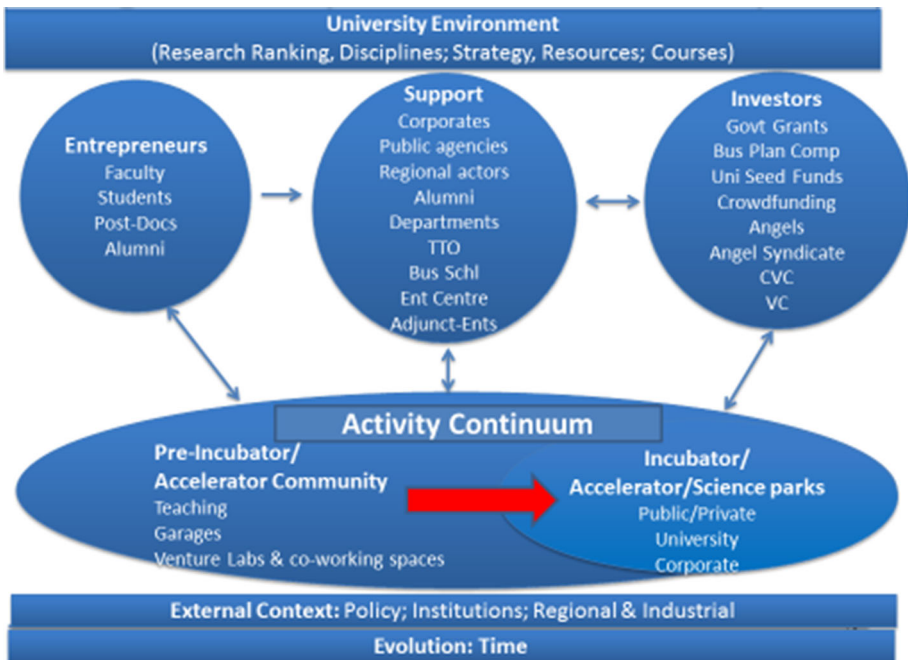 University Environment
(Research Ranking, Disciplines; Strategy, Resources; Courses)
Entrepreneurs
Faculty
Students
Post-Docs
Alumni
Support
Corporates
Public agencies
Regional actors
Alumni
Departments
TTO
Bus Schl
Ent Centre
Adjunct-Ents
Investors
Govt Grants
Bus Plan Comp
Uni Seed Funds
Crowdfunding
Angels
Angel Syndicate
CVC
VC
Activity Continuum
Pre-Incubator/
Accelerator Community
Teaching
Garages
Venture Labs & co-working spaces
Incubator/
Accelerator/Science parks
Public/Private
University
Corporate
External Context: Policy; Institutions; Regional & Industrial
Evolution: Time